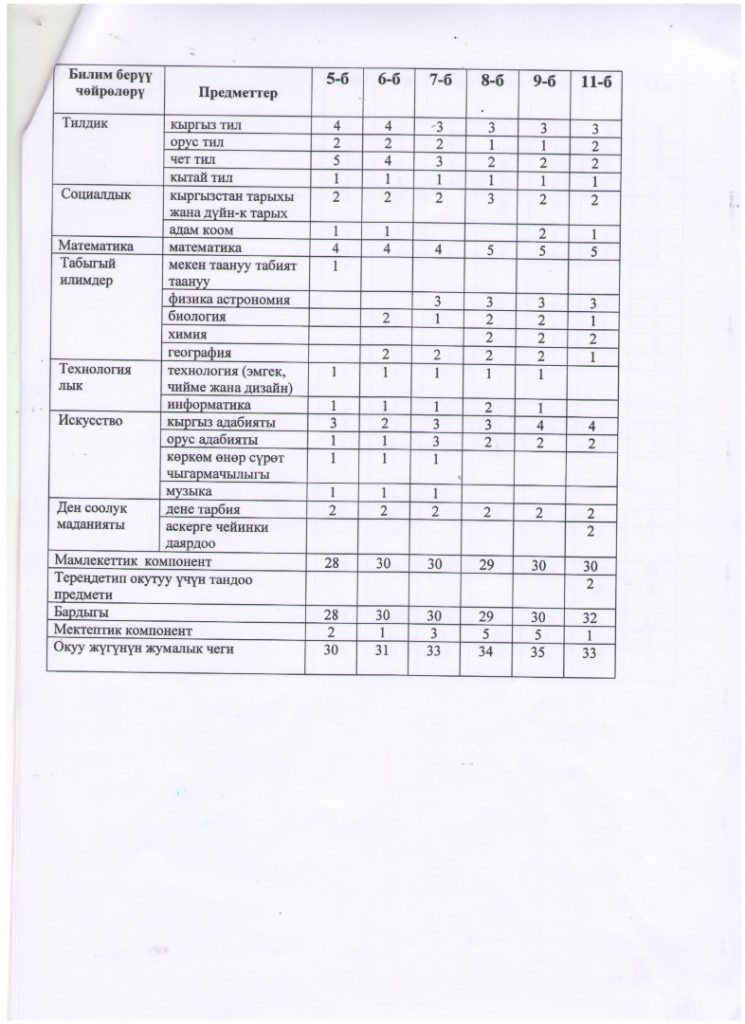 Билим берүү чөйрөлөрү Предметтер 5-б 6-б 7-б 8-б 9-б 11-б
Тилдик кыргыз тил 4 4 3 3 3 3
орус тил 2 2 2 1 1 2
чет тил 5 4 3 2 2 2
кытай тил 1 1 1 1 1 1
Социалдык кыргызстан тарыхы 2 2 2 3 2 2
жана дүйн-к тарых
адам коом 1 1 2 1
Математика математика 4 4 4 5 5 5
Табыгый мекен таануу табият 1
илимдер таануу
физика астрономия 3 3 3 3
биология 2 1 2 2 1
химия 2 2 2
география 2 2 2 2 1
Технология технология (эмгек, 1 1 1 1 1
лык чийме жана дизайн)
информатика 1 1 1 2 1
Искусство кыргыз адабияты 3 2 3 3 4 4
орус адабияты 1 1 3 2 2 2
көркөм өнөр сүрөт 1 1 1
чыгармачылыгы
музыка 1 1 1
Ден соолук дене тарбия 2 2 2 2 2 2
маданияты аскерге чейинки 2
даярдоо
Мамлекеттик компонент 28 30 30 29 30 30
Тереңдетип окутуу үчүн тандоо 2
предмети
Бардыгы 28 30 30 29 30 32
Мектептик компонент 2 1 3 5 5 1
Окуу жүгүнүн жумалык чеги 30 31 33 34 35 33